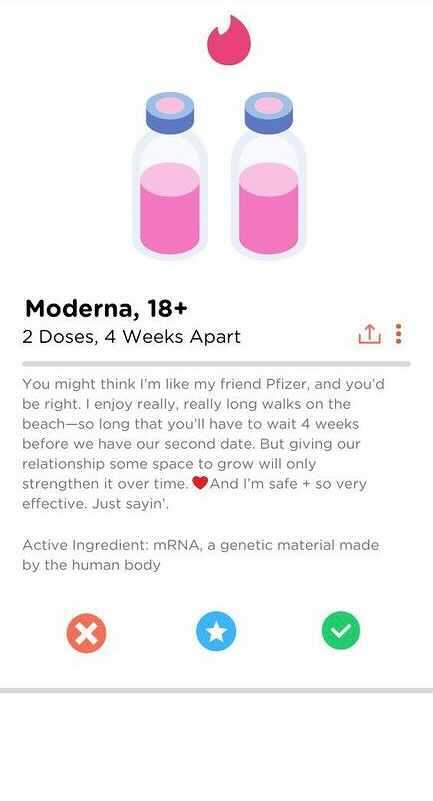 Moderna, 18+
2 Doses, 4 Weeks Apart
You might think I'm like my friend Pfizer, and you'd
be right. I enjoy really, really long walks on the
beach—so long that you'll have to wait 4 weeks
before we have our second date. But giving our
relationship some space to grow will only
strengthen it over time. ❤️And I'm safe + so very
effective. Just sayin'.
Active Ingredient: mRNA, a genetic material made
by the human body